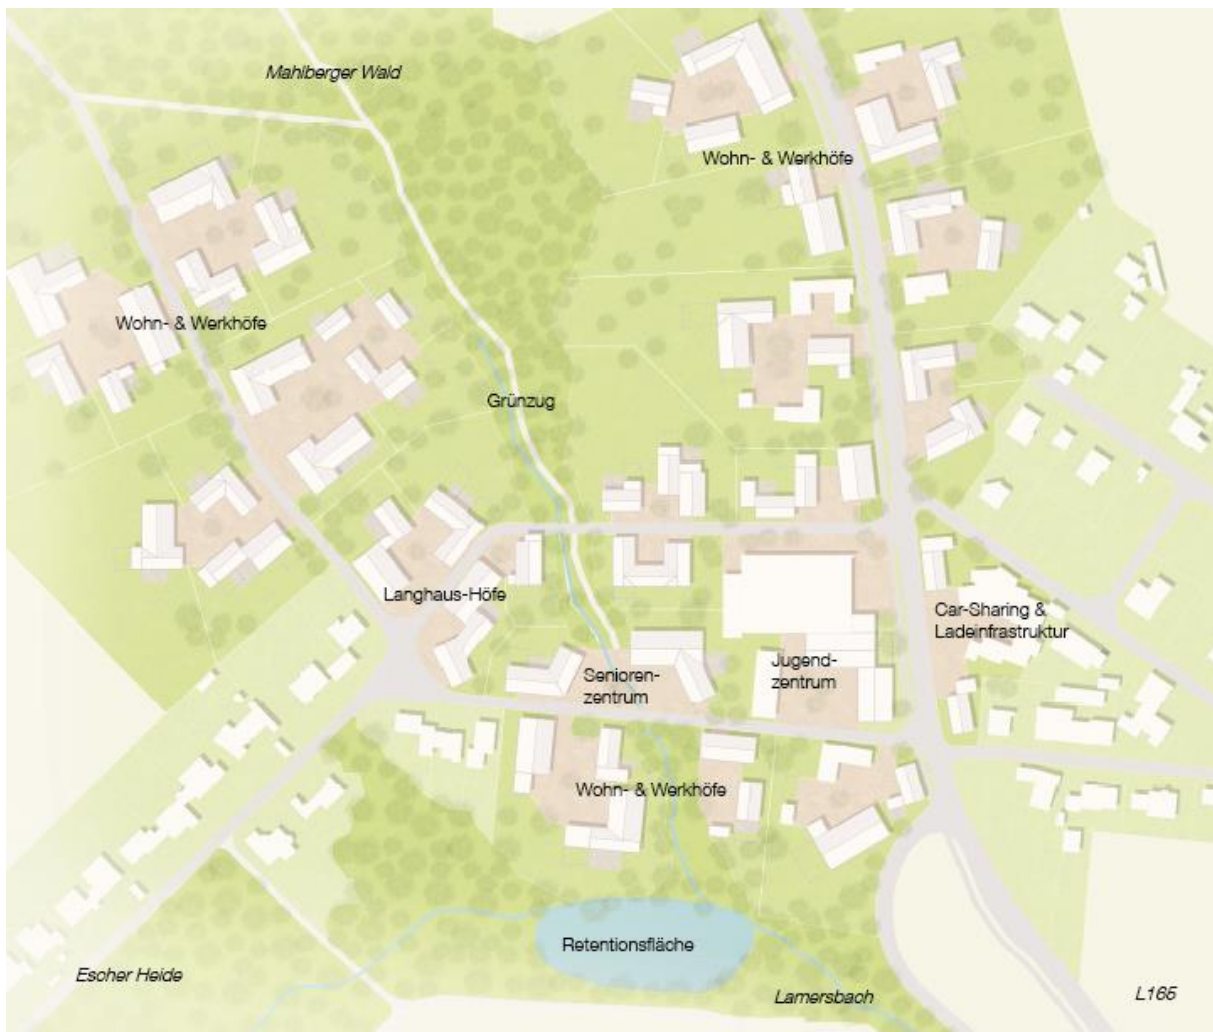 Mahlberger Wald
Wohn- & Werkhöfe
Wohn- & Werkhöfe
Grünzug
Langhaus-Höfe
Car-Sharing &
Ladeinfrastruktur
Senioren-
zentrum
Jugend-
zentrum
Wohn- & Werkhöfe
Retentionsfläche
Escher Heide
Lamersbach
L165